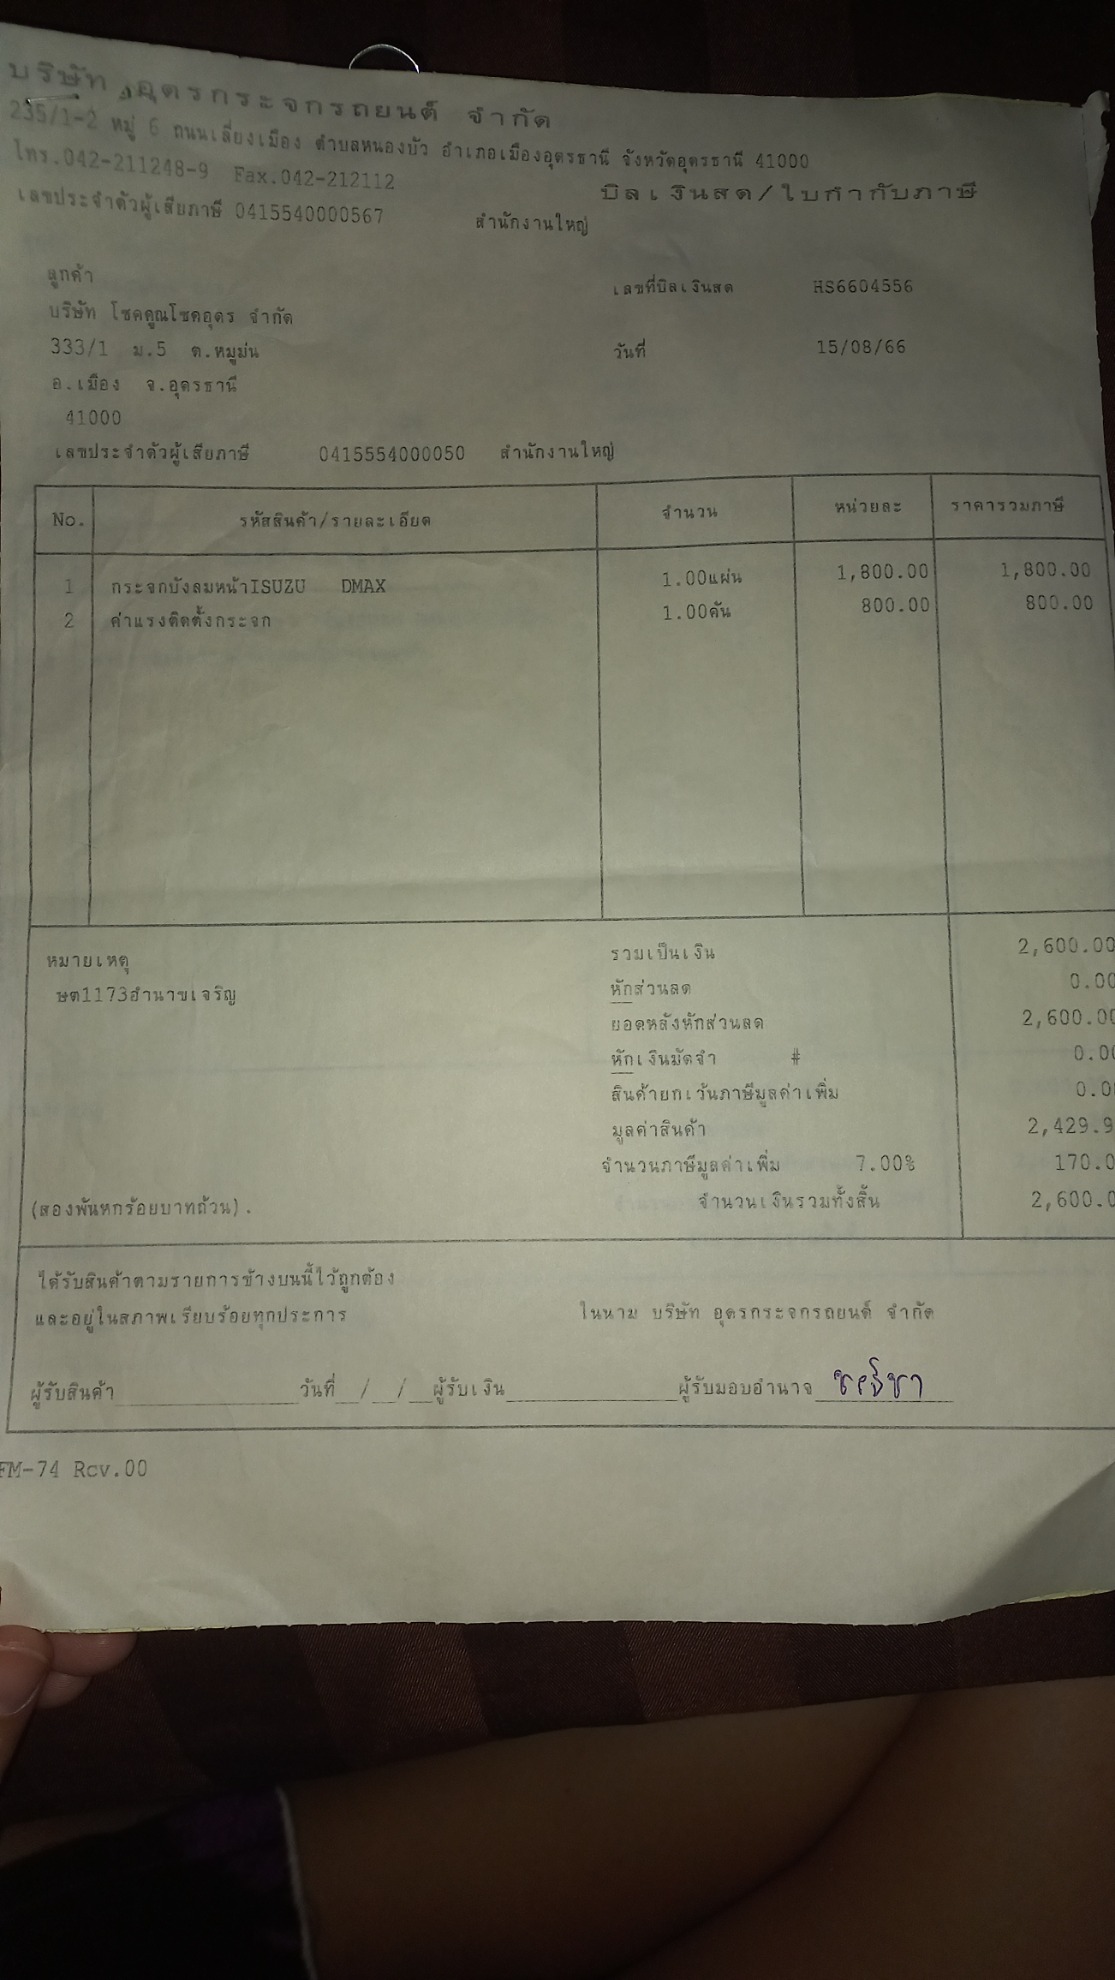 บริษัท อุดรกระจกรถยนต์ จำกัด
235/1-2 หมู่ 6 ถนนเลี่ยงเมือง ตำบลหนองบัว อำเภอเมืองอุดรธานี จังหวัดอุดรธานี 41000
โทร.042-211248-9 Fax.042-212112
บิลเงินสด/ใบกำกับภาษี
เลขประจำตัวผู้เสียภาษี 0415540000567 สำนักงานใหญ่
ลูกค้า
เลขที่บิลเงินสด HS6604556
บริษัท โชคคูณโชคอุดร จำกัด
333/1 ม.5 ต.หมูม่น
วันที่ 15/08/66
อ.เมือง จ.อุดรธานี
41000
เลขประจำตัวผู้เสียภาษี 0415554000050 สำนักงานใหญ่
No. รหัสสินค้า/รายละเอียด จำนวน หน่วยละ ราคารวมภาษี
1 กระจกบังลมหน้าISUZU DMAX 1.00แผ่น 1,800.00 1,800.00
2 ค่าแรงติดตั้งกระจก 1.00คัน 800.00 800.00
หมายเหตุ
ษต1173อำนาจเจริญ
รวมเป็นเงิน 2,600.00
หักส่วนลด 0.00
ยอดหลังหักส่วนลด 2,600.00
หักเงินมัดจำ # 0.00
สินค้ายกเว้นภาษีมูลค่าเพิ่ม 0.0
มูลค่าสินค้า 2,429.9
จำนวนภาษีมูลค่าเพิ่ม 7.00% 170.0
(สองพันหกร้อยบาทถ้วน). จำนวนเงินรวมทั้งสิ้น 2,600.0
ได้รับสินค้าตามรายการข้างบนนี้ไว้ถูกต้อง
และอยู่ในสภาพเรียบร้อยทุกประการ
ในนาม บริษัท อุดรกระจกรถยนต์ จำกัด
ผู้รับสินค้า วันที่ / / ผู้รับเงิน ผู้รับมอบอำนาจ
FM-74 Rev.00